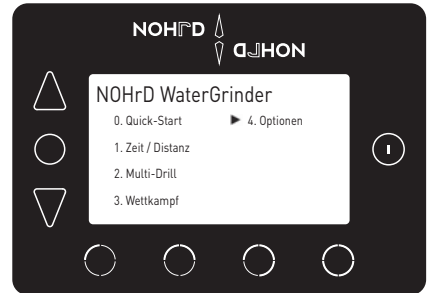 NOHrD
NOHrD
NOHrD WaterGrinder
0. Quick-Start
► 4. Optionen
1. Zeit / Distanz
2. Multi-Drill
3. Wettkampf